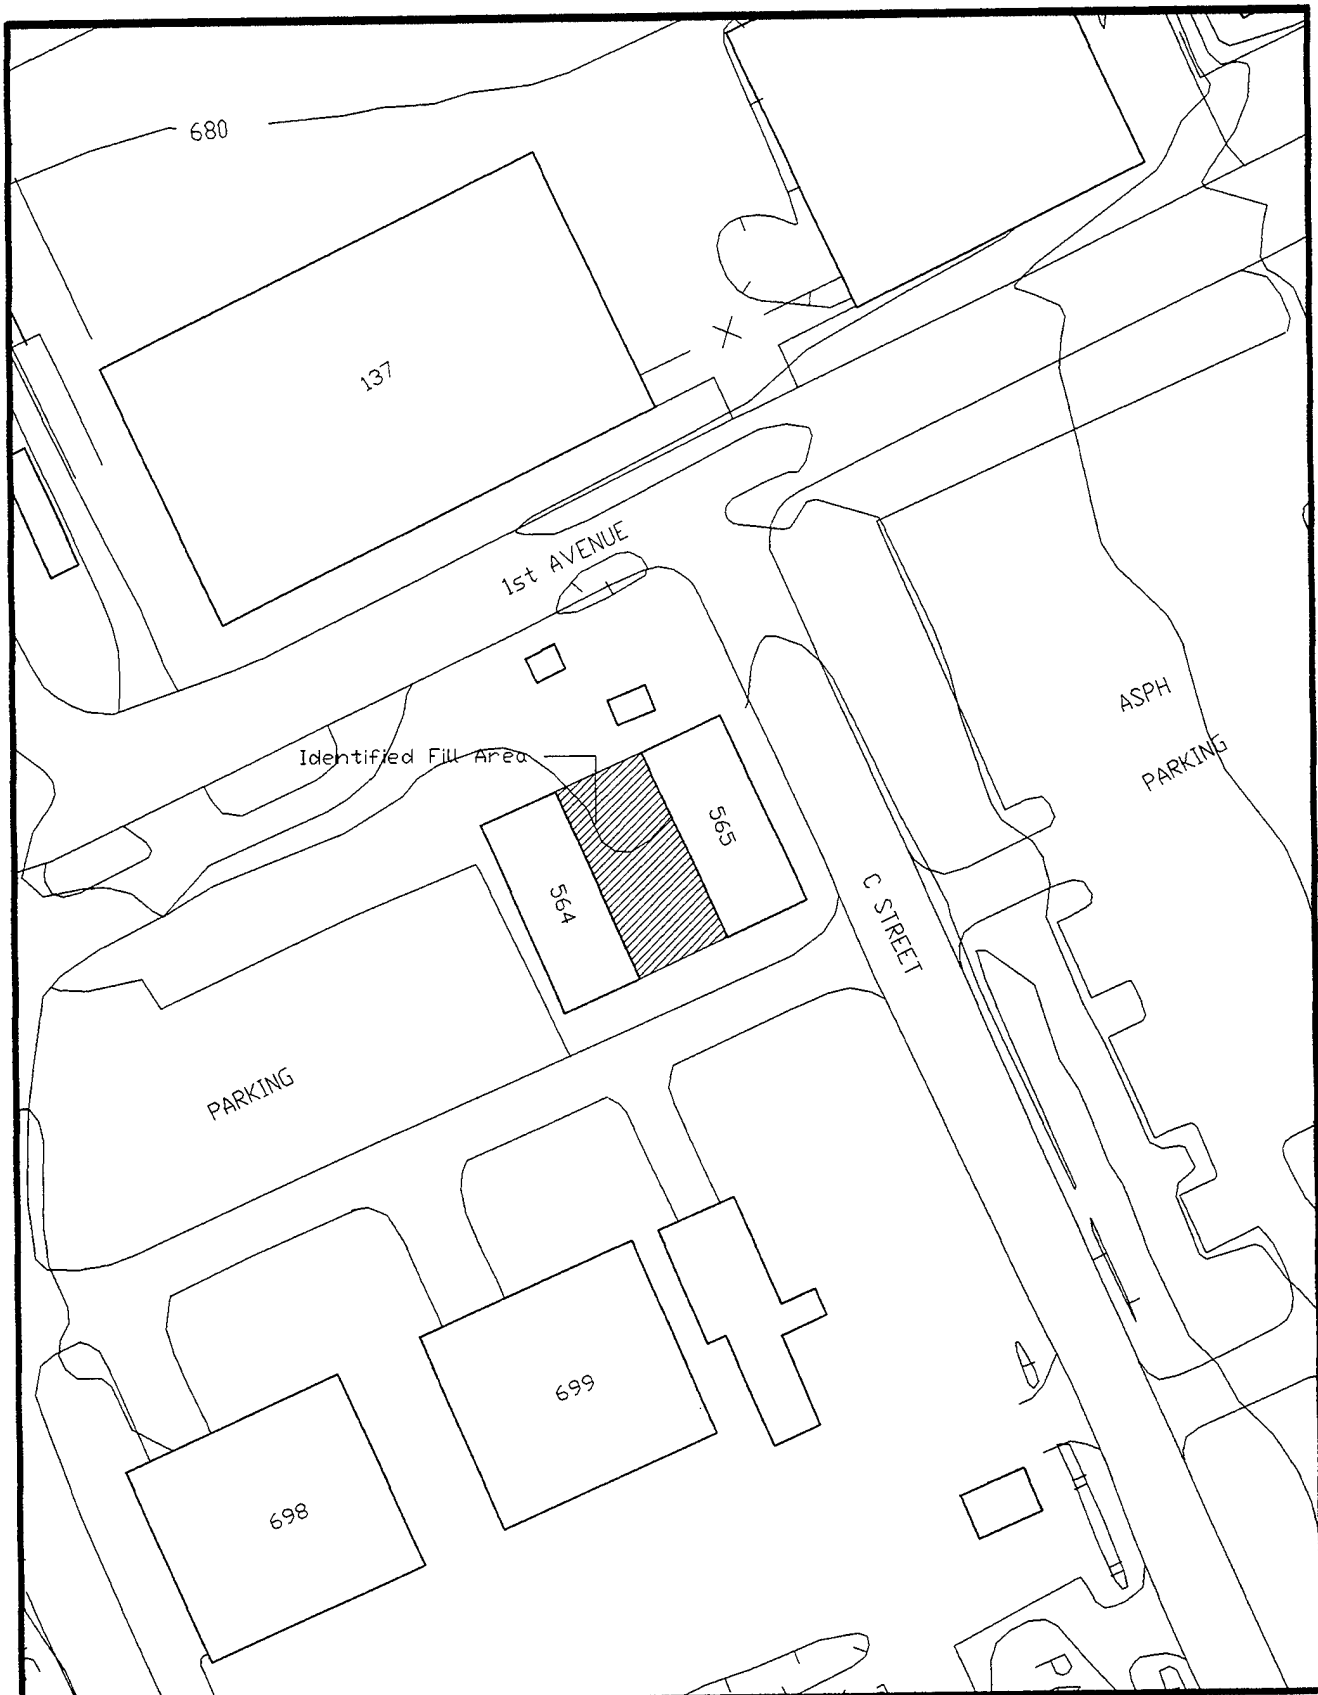 680
137
1st AVENUE
ASPH
PARKING
Identified Fill Area
565
564
C STREET
PARKING
699
698